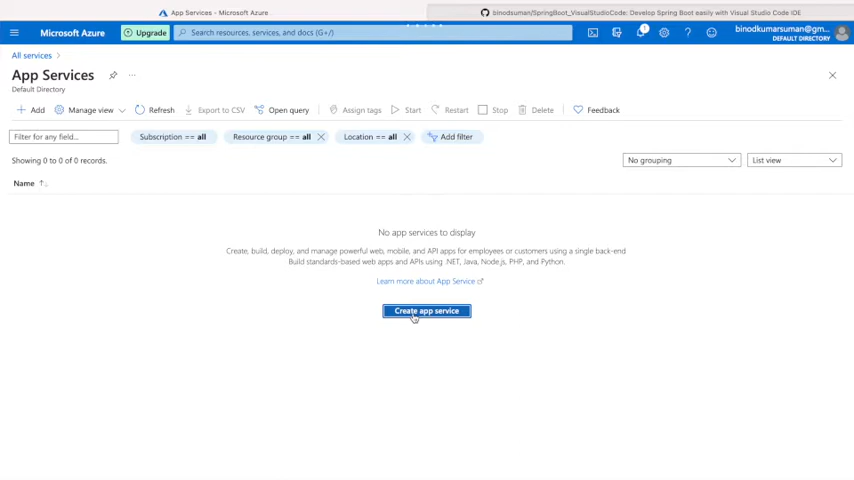 App Services - Microsoft Azure
binodsuman/SpringBoot_VisualStudioCode: Develop Spring Boot easily with Visual Studio Code IDE
Microsoft Azure
Upgrade
Search resources, services, and docs (G+/)
1
binodkumarsuman@gm...
DEFAULT DIRECTORY
All services
App Services
Default Directory
Add
Manage view
Refresh
Export to CSV
Open query
Assign tags
Start
Restart
Stop
Delete
Feedback
Filter for any field...
Subscription == all
Resource group == all
Location == all
Add filter
Showing 0 to 0 of 0 records.
No grouping
List view
Name
No app services to display
Create, build, deploy, and manage powerful web, mobile, and API apps for employees or customers using a single back-end
Build standards-based web apps and APIs using .NET, Java, Node.js, PHP, and Python.
Learn more about App Service
Create app service